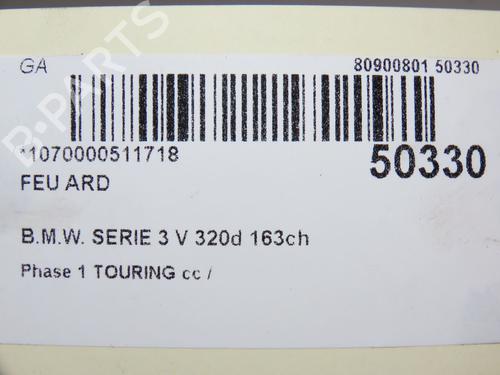 GA
80900801 50330
*1070000511718
50330
FEU ARD
B.M.W. SERIE 3 V 320d 163ch
Phase 1 TOURING cc /
B-PARTS